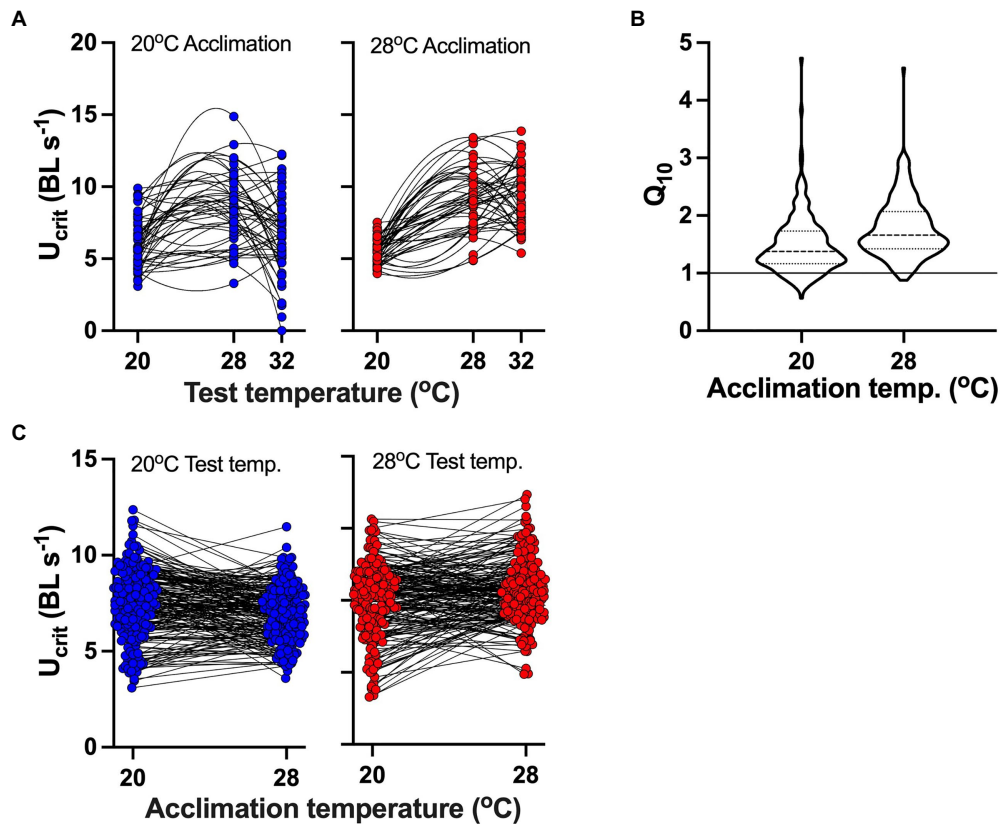 A
20°C Acclimation
28°C Acclimation
U_crit (BL s⁻¹)
20
15
10
5
0
20 28 32
20 28 32
Test temperature (°C)
B
Q₁₀
5
4
3
2
1
0
20 28
Acclimation temp. (°C)
C
20°C Test temp.
28°C Test temp.
U_crit (BL s⁻¹)
15
10
5
0
20 28
20 28
Acclimation temperature (°C)